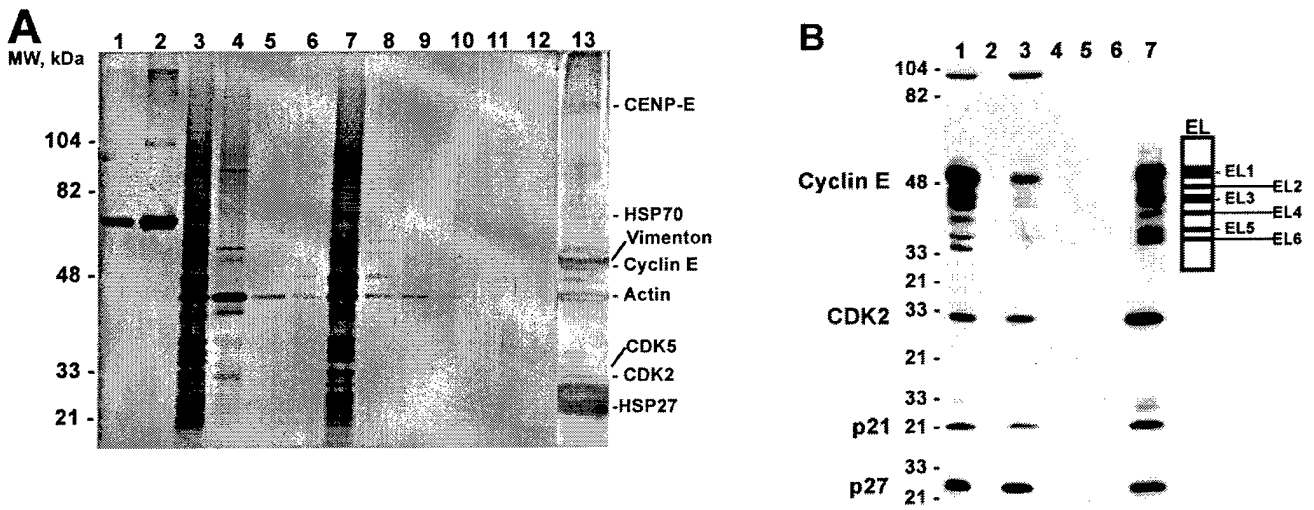 A
MW, kDa
1 2 3 4 5 6 7 8 9 10 11 12 13
104 -
82 -
48 -
33 -
21 -
- CENP-E
- HSP70
Vimenton
- Cyclin E
- Actin
CDK5
- CDK2
-HSP27
B
1 2 3 4 5 6 7
104 -
82 -
Cyclin E 48 -
33 -
21 -
CDK2 33 -
21 -
33 -
p21 21 -
33 -
p27 21 -
EL
EL1
EL2
EL3
EL4
EL5
EL6